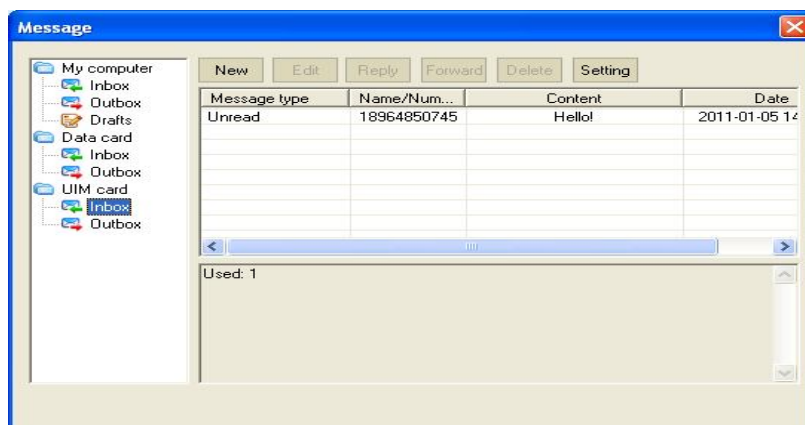 Message
My computer
Inbox
Outbox
Drafts
Data card
Inbox
Outbox
UIM card
Inbox
Outbox
New Edit Reply Forward Delete Setting
Message type Name/Num... Content Date
Unread 18964850745 Hello! 2011-01-05 14
Used: 1